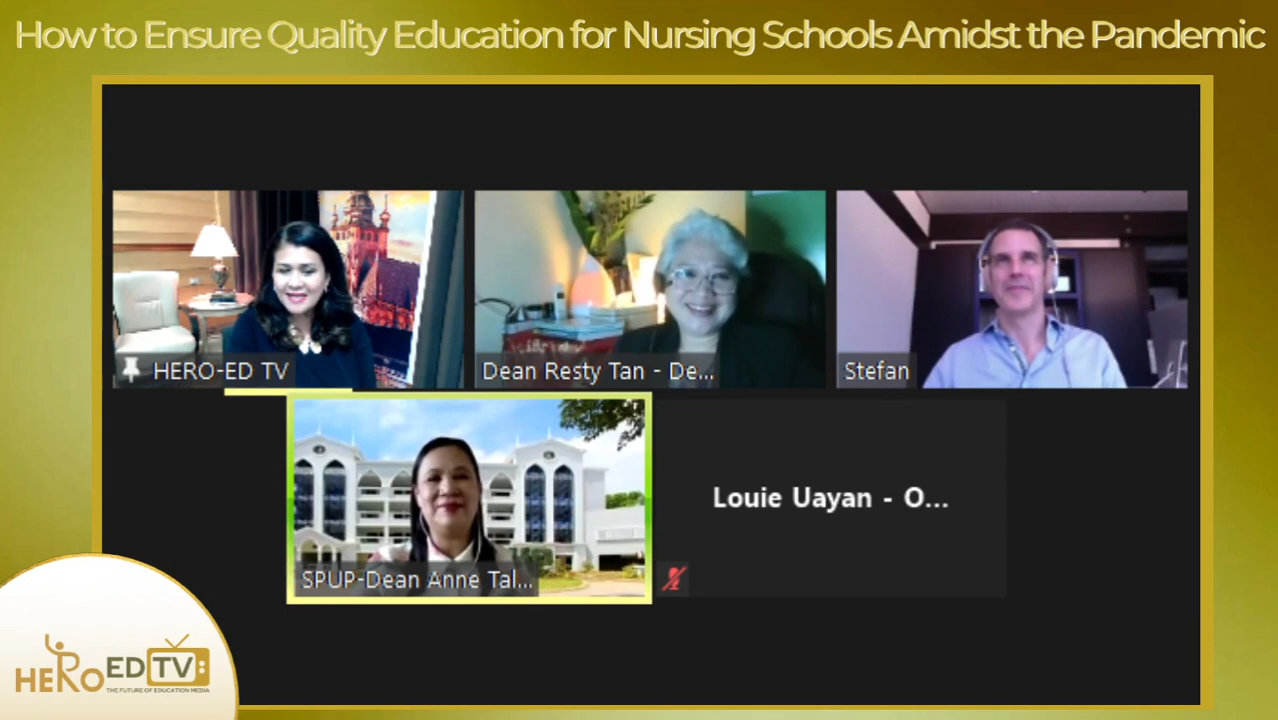 How to Ensure Quality Education for Nursing Schools Amidst the Pandemic
HERO-ED TV
Dean Resty Tan - De...
Stefan
SPUP-Dean Anne Tal...
Louie Uayan - O...
HERO ED TV
THE FUTURE OF EDUCATION MEDIA